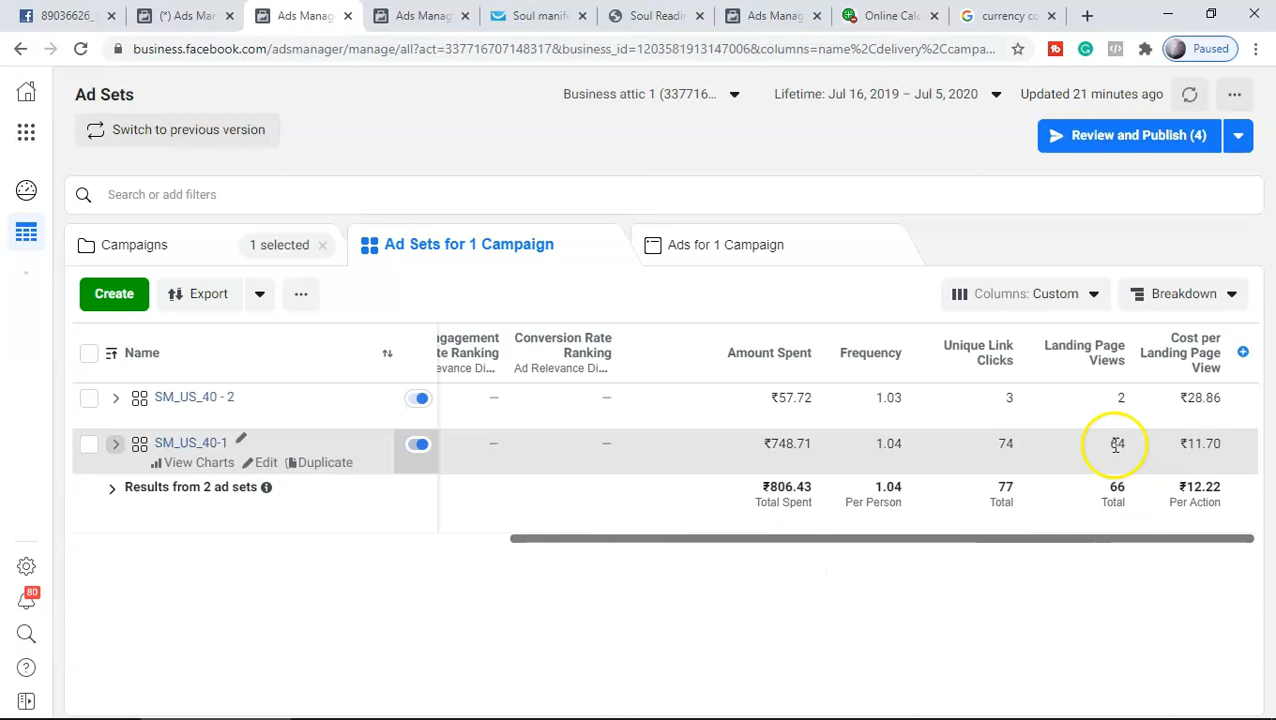 89036626_
(*) Ads Mar
Ads Manag
Ads Manag
Soul manife
Soul Readin
Ads Manag
Online Calc
currency co
business.facebook.com/adsmanager/manage/all?act=337716707148317&business_id=1203581913147006&columns=name%2Cdelivery%2Ccampa...
Paused
Ad Sets
Business attic 1 (337716...
Lifetime: Jul 16, 2019 – Jul 5, 2020
Updated 21 minutes ago
Switch to previous version
Review and Publish (4)
Search or add filters
Campaigns
1 selected
Ad Sets for 1 Campaign
Ads for 1 Campaign
Create
Export
Columns: Custom
Breakdown
Name
ngagement
te Ranking
Relevance Di...
Conversion Rate
Ranking
Ad Relevance Di...
Amount Spent
Frequency
Unique Link
Clicks
Landing Page
Views
Cost per
Landing Page
View
SM_US_40 - 2
—
—
₹57.72
1.03
3
2
₹28.86
SM_US_40-1
View Charts
Edit
Duplicate
—
—
₹748.71
1.04
74
64
₹11.70
Results from 2 ad sets
₹806.43
Total Spent
1.04
Per Person
77
Total
66
Total
₹12.22
Per Action
80